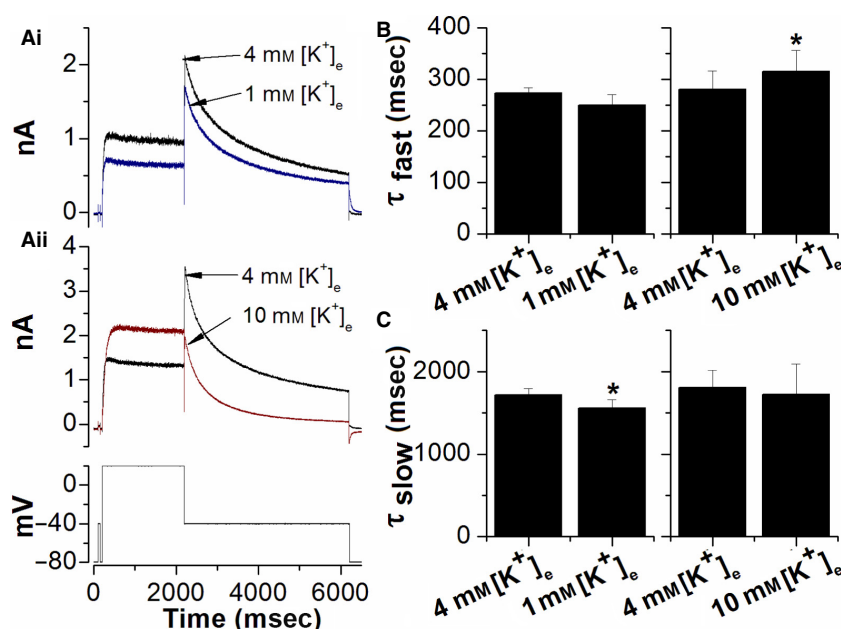 Ai
2
1
0
nA
4 mM [K+]e
1 mM [K+]e
Aii
4
3
2
1
0
nA
4 mM [K+]e
10 mM [K+]e
0
−40
−80
mV
0 2000 4000 6000
Time (msec)
B
400
300
200
100
0
τ fast (msec)
*
4 mM [K+]e 1 mM [K+]e 4 mM [K+]e 10 mM [K+]e
C
2000
1000
0
τ slow (msec)
*
4 mM [K+]e 1 mM [K+]e 4 mM [K+]e 10 mM [K+]e